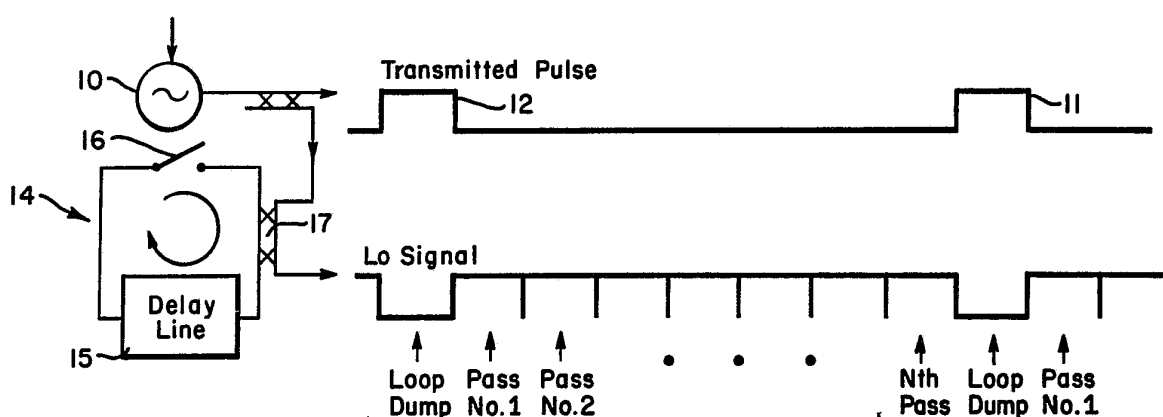 10
Transmitted Pulse
12
11
16
14
17
Lo Signal
Delay
Line
15
Loop
Dump
Pass
No.1
Pass
No.2
Nth
Pass
Loop
Dump
Pass
No.1